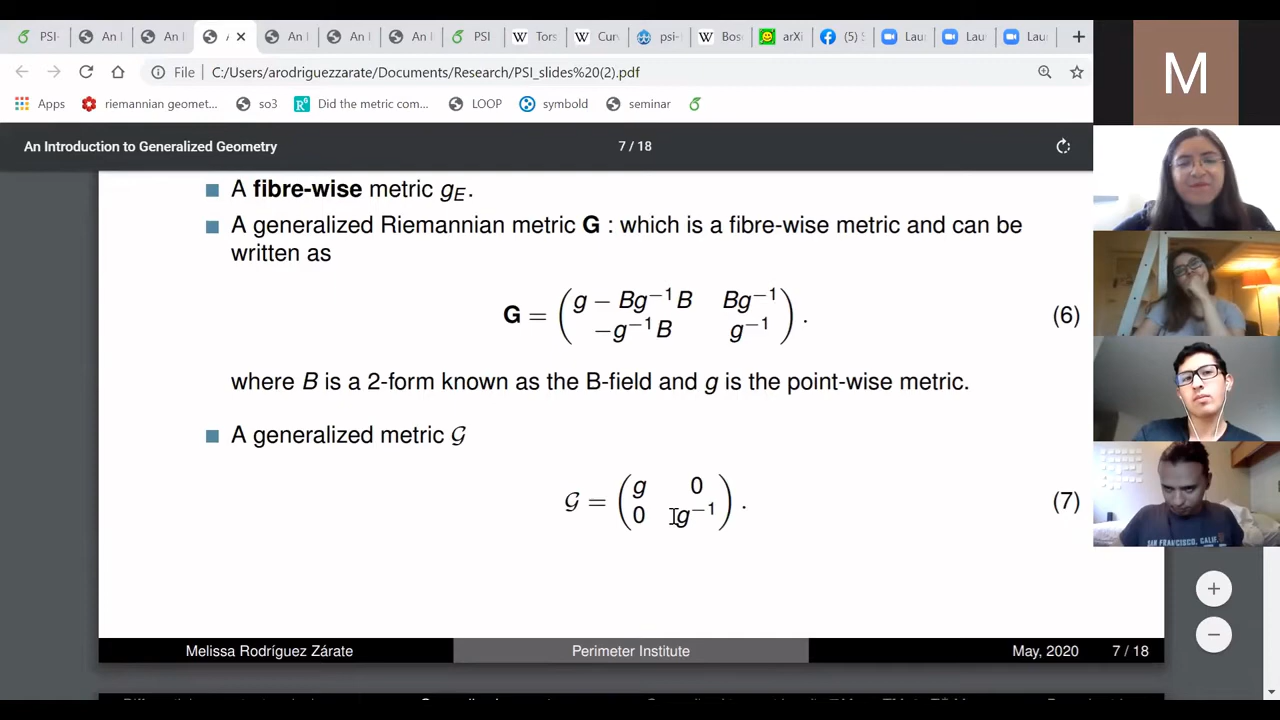 PSI- An I An I / An I An I An I PSI Tors Cur psi- Bos arXi (5) S Lau Lau Lau
File C:/Users/arodriguezzarate/Documents/Research/PSI_slides%20(2).pdf
Apps riemannian geomet... so3 Did the metric com... LOOP symbold seminar
An Introduction to Generalized Geometry 7 / 18
A fibre-wise metric g_E.
A generalized Riemannian metric G : which is a fibre-wise metric and can be
written as
G = ( g − Bg⁻¹B Bg⁻¹
−g⁻¹B g⁻¹ ) . (6)
where B is a 2-form known as the B-field and g is the point-wise metric.
A generalized metric 𝒢
𝒢 = ( g 0
0 g⁻¹ ) . (7)
Melissa Rodríguez Zárate Perimeter Institute May, 2020 7 / 18
M
SAN FRANCISCO, CALIF.